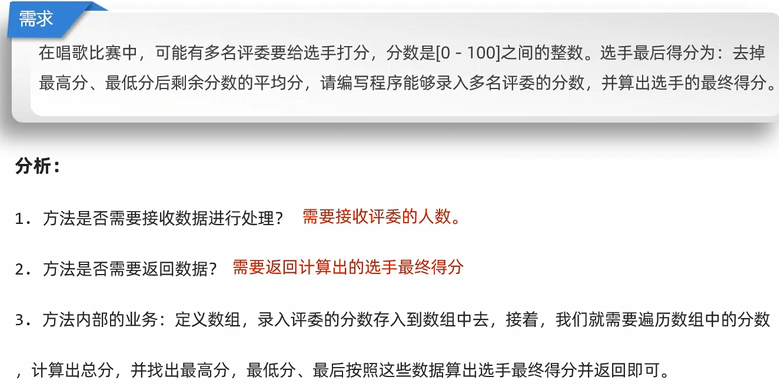 需求
在唱歌比赛中，可能有多名评委要给选手打分，分数是[0 - 100]之间的整数。选手最后得分为：去掉
最高分、最低分后剩余分数的平均分，请编写程序能够录入多名评委的分数，并算出选手的最终得分。
分析：
1．方法是否需要接收数据进行处理？ 需要接收评委的人数。
2．方法是否需要返回数据？ 需要返回计算出的选手最终得分
3．方法内部的业务：定义数组，录入评委的分数存入到数组中去，接着，我们就需要遍历数组中的分数
，计算出总分，并找出最高分，最低分、最后按照这些数据算出选手最终得分并返回即可。